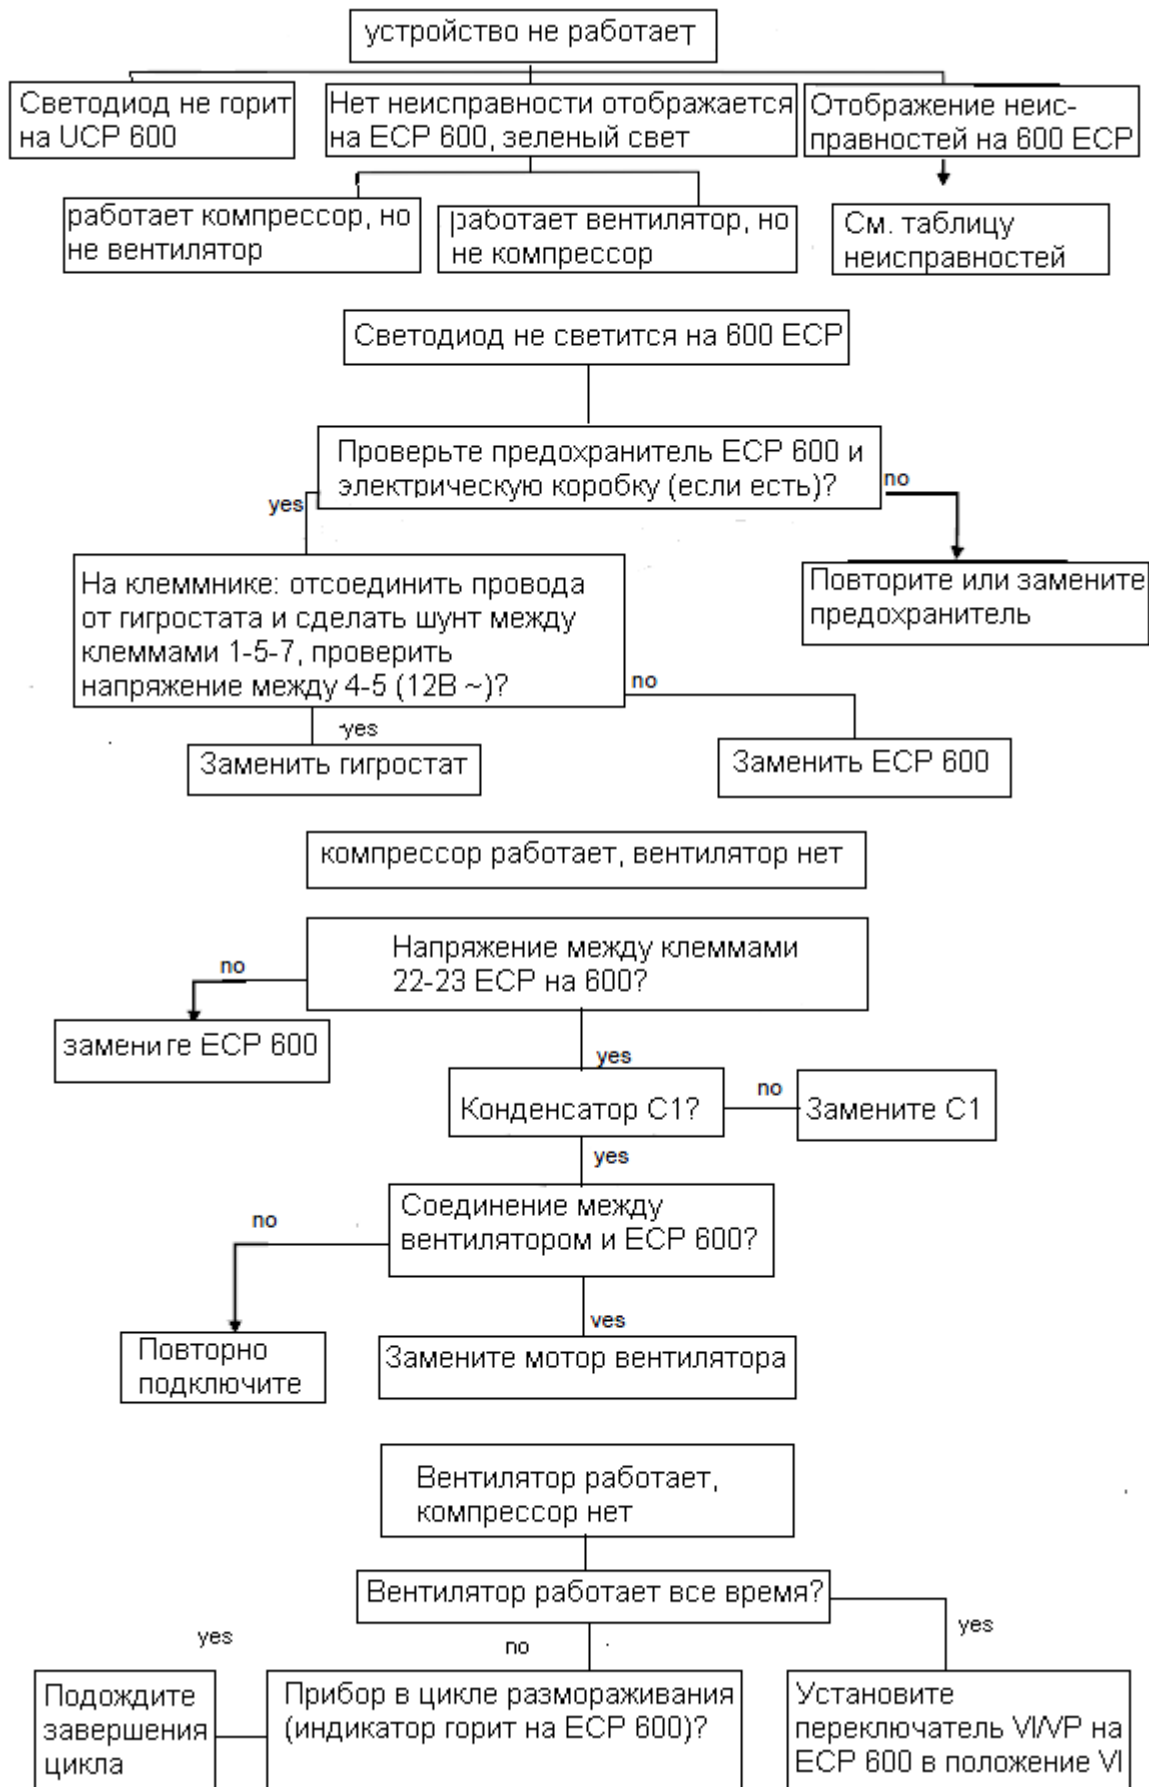 устройство не работает
Светодиод не горит
на UCP 600
Нет неисправности отображается
на ECP 600, зеленый свет
Отображение неис-
правностей на 600 ECP
работает компрессор, но
не вентилятор
работает вентилятор, но
не компрессор
См. таблицу
неисправностей
Светодиод не светится на 600 ECP
Проверьте предохранитель ECP 600 и
электрическую коробку (если есть)?
yes
no
На клеммнике: отсоединить провода
от гигростата и сделать шунт между
клеммами 1-5-7, проверить
напряжение между 4-5 (12В ~)?
Повторите или замените
предохранитель
no
yes
Заменить гигростат
Заменить ECP 600
компрессор работает, вентилятор нет
Напряжение между клеммами
22-23 ECP на 600?
no
замените ECP 600
yes
Конденсатор С1?
no
Замените С1
yes
Соединение между
вентилятором и ECP 600?
no
yes
Повторно
подключите
Замените мотор вентилятора
Вентилятор работает,
компрессор нет
Вентилятор работает все время?
yes
no
yes
Подождите
завершения
цикла
Прибор в цикле размораживания
(индикатор горит на ECP 600)?
Установите
переключатель VI/VP на
ECP 600 в положение VI